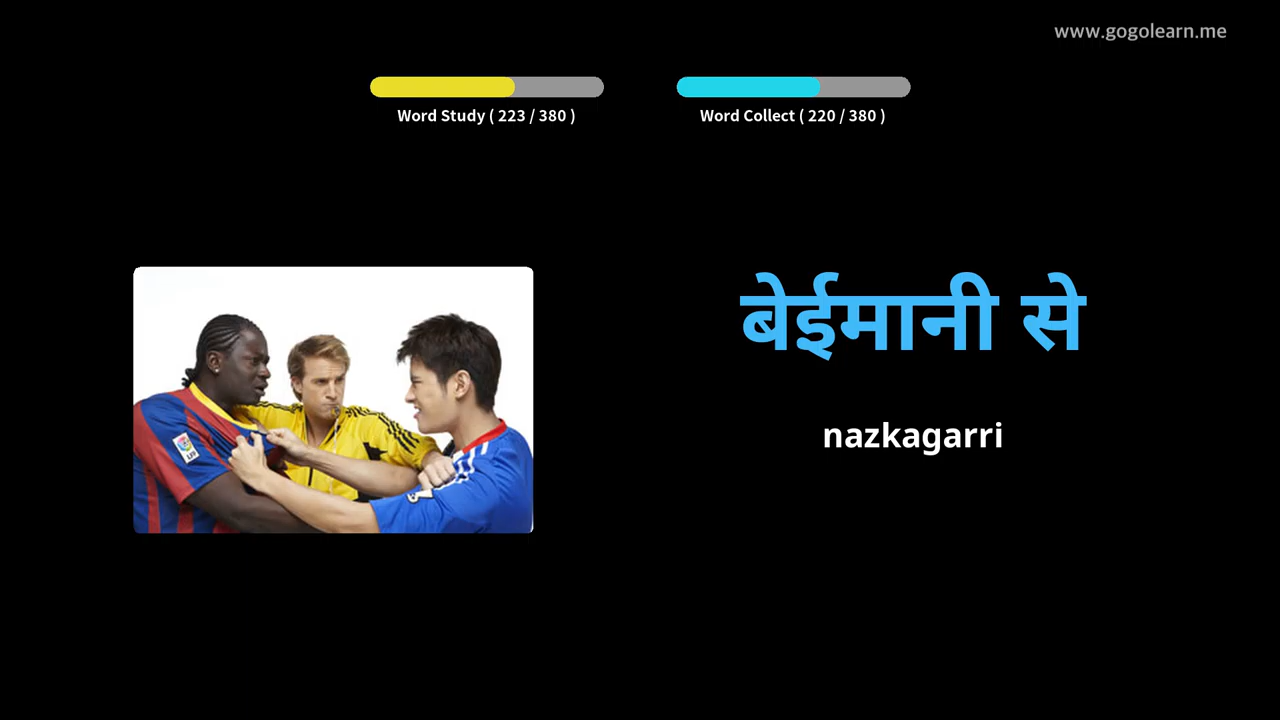 www.gogolearn.me
Word Study ( 223 / 380 )
Word Collect ( 220 / 380 )
बेईमानी से
nazkagarri